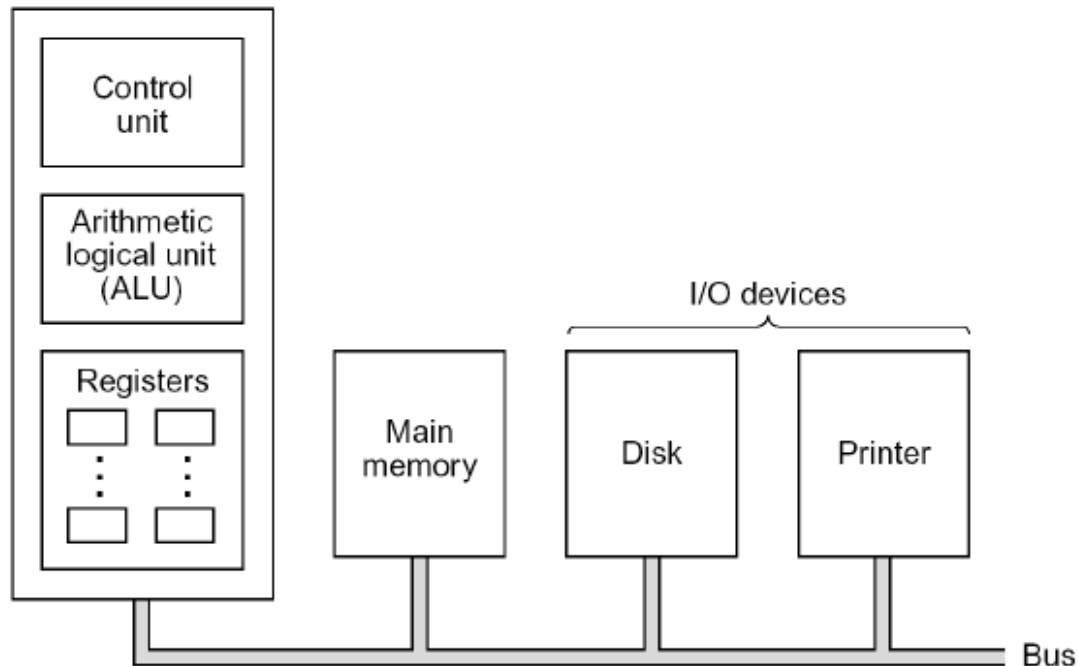 Control
unit
Arithmetic
logical unit
(ALU)
Registers
I/O devices
Main
memory
Disk
Printer
Bus